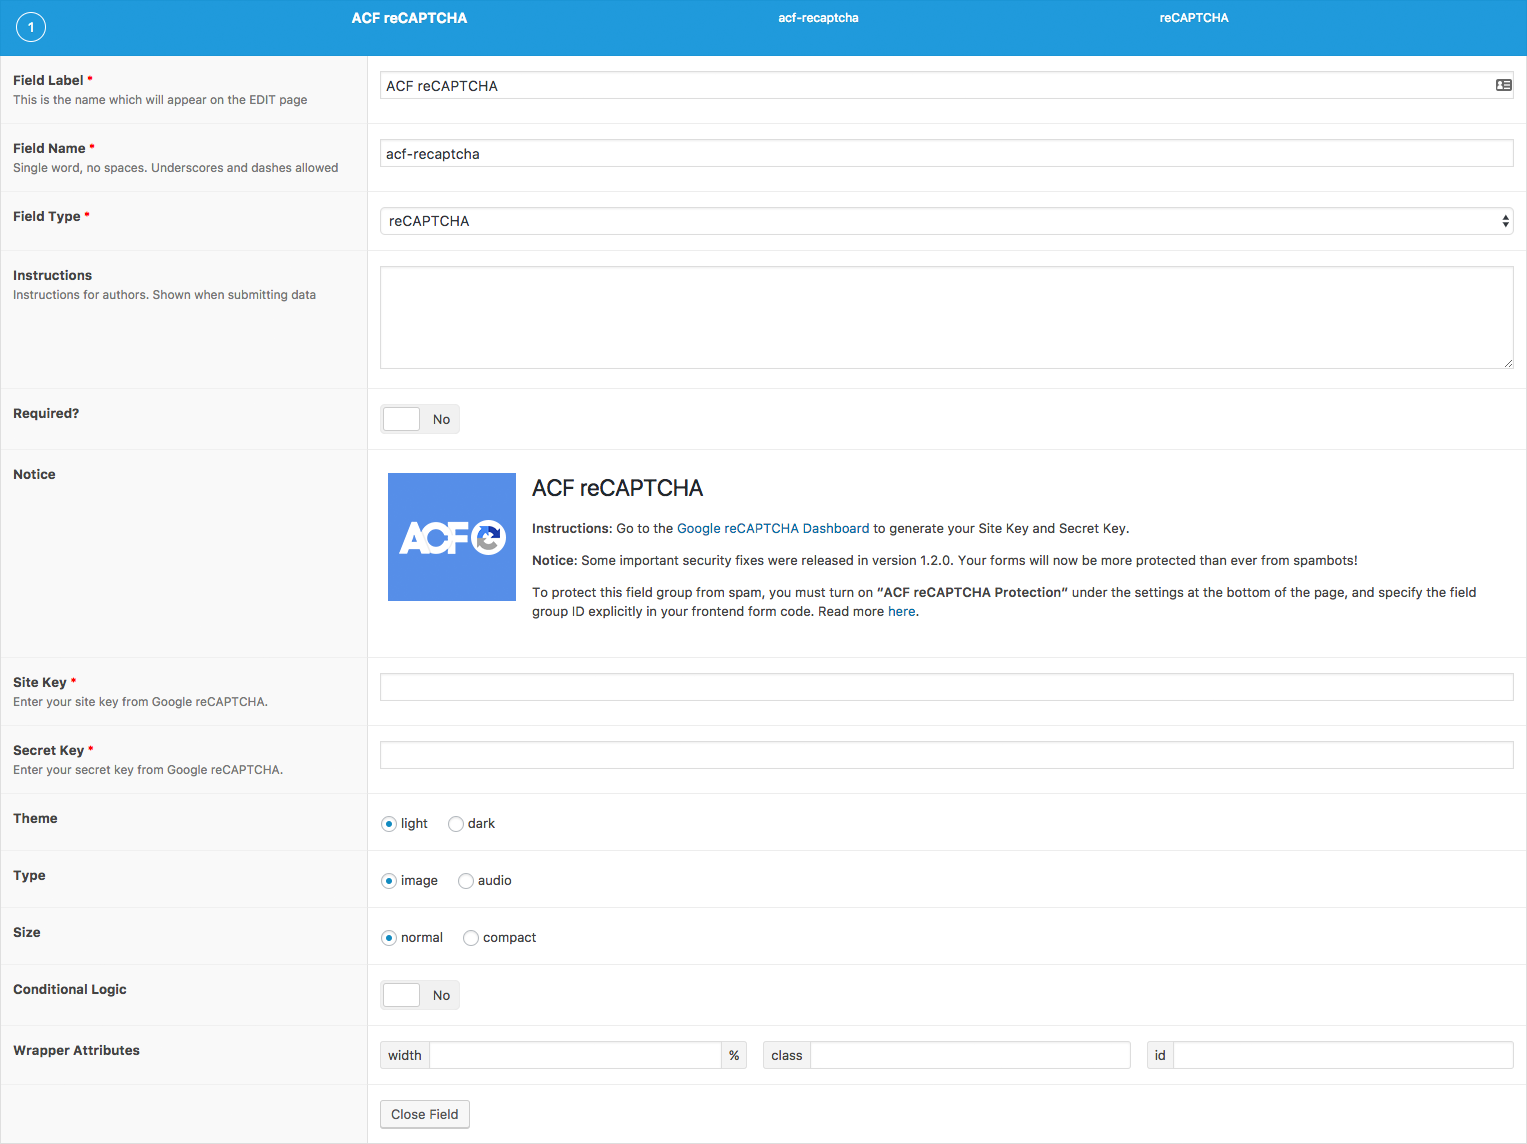 1 ACF reCAPTCHA acf-recaptcha reCAPTCHA
Field Label *
This is the name which will appear on the EDIT page
ACF reCAPTCHA
Field Name *
Single word, no spaces. Underscores and dashes allowed
acf-recaptcha
Field Type *
reCAPTCHA
Instructions
Instructions for authors. Shown when submitting data
Required?
No
Notice
ACF
ACF reCAPTCHA
Instructions: Go to the Google reCAPTCHA Dashboard to generate your Site Key and Secret Key.
Notice: Some important security fixes were released in version 1.2.0. Your forms will now be more protected than ever from spambots!
To protect this field group from spam, you must turn on "ACF reCAPTCHA Protection" under the settings at the bottom of the page, and specify the field
group ID explicitly in your frontend form code. Read more here.
Site Key *
Enter your site key from Google reCAPTCHA.
Secret Key *
Enter your secret key from Google reCAPTCHA.
Theme
light dark
Type
image audio
Size
normal compact
Conditional Logic
No
Wrapper Attributes
width % class id
Close Field